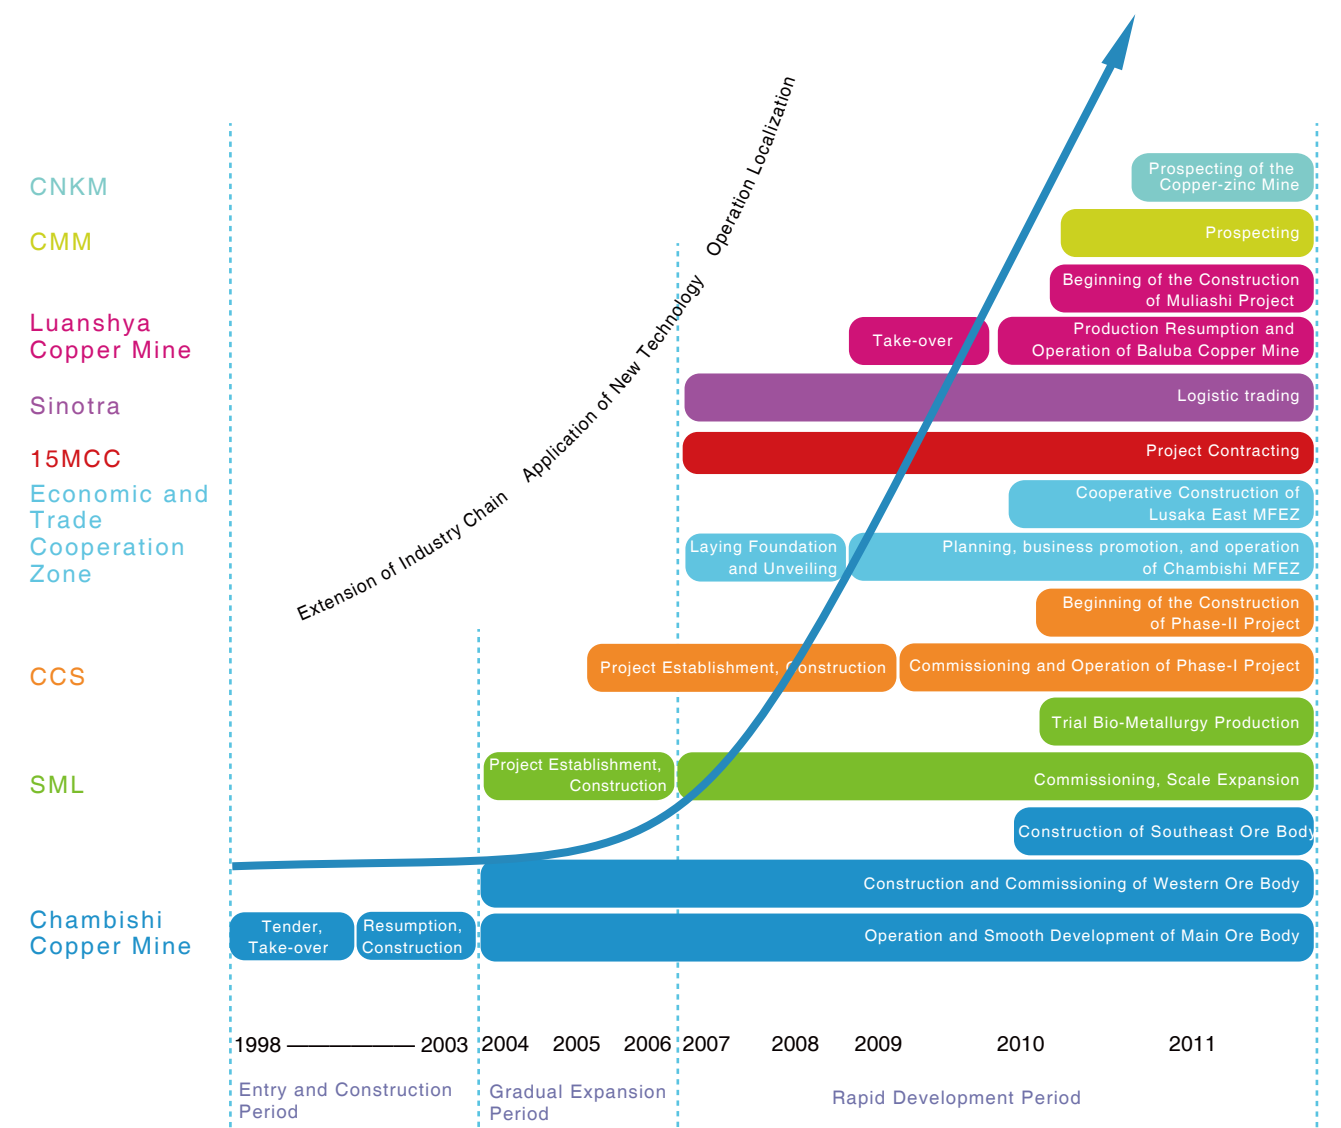 Extension of Industry Chain
Application of New Technology
Operation Localization
CNKM
Prospecting of the
Copper-zinc Mine
CMM
Prospecting
Luanshya
Copper Mine
Beginning of the Construction
of Muliashi Project
Take-over
Production Resumption and
Operation of Baluba Copper Mine
Sinotra
Logistic trading
15MCC
Project Contracting
Economic and
Trade
Cooperation
Zone
Cooperative Construction of
Lusaka East MFEZ
Laying Foundation
and Unveiling
Planning, business promotion, and operation
of Chambishi MFEZ
CCS
Beginning of the Construction
of Phase-II Project
Project Establishment, Construction
Commissioning and Operation of Phase-I Project
SML
Trial Bio-Metallurgy Production
Project Establishment,
Construction
Commissioning, Scale Expansion
Chambishi
Copper Mine
Construction of Southeast Ore Body
Construction and Commissioning of Western Ore Body
Tender,
Take-over
Resumption,
Construction
Operation and Smooth Development of Main Ore Body
1998 —————— 2003 2004 2005 2006 2007 2008 2009 2010 2011
Entry and Construction
Period
Gradual Expansion
Period
Rapid Development Period